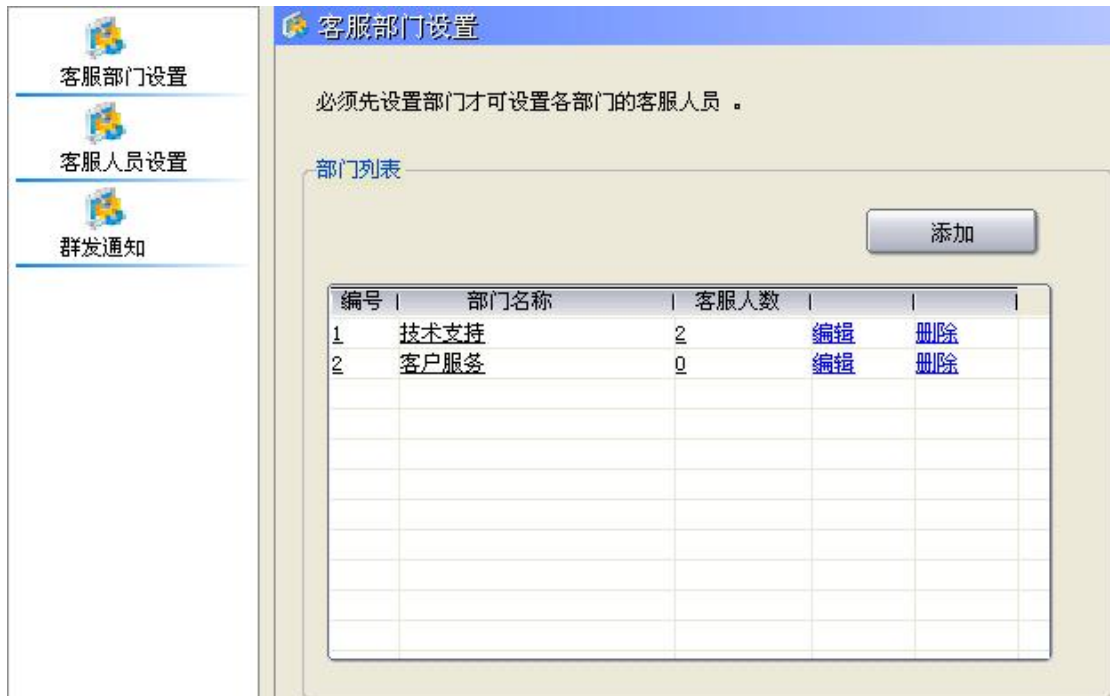 客服部门设置
客服人员设置
群发通知
客服部门设置
必须先设置部门才可设置各部门的客服人员 。
部门列表
添加
编号 部门名称 客服人数
1 技术支持 2 编辑 删除
2 客户服务 0 编辑 删除